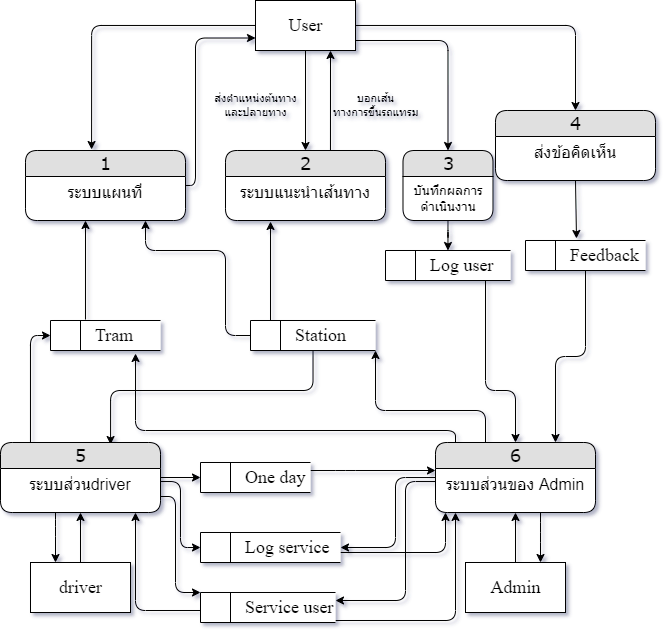 User
ส่งตำแหน่งต้นทาง
และปลายทาง
บอกเส้น
ทางการขึ้นรถแทรม
1
ระบบแผนที่
2
ระบบแนะนำเส้นทาง
3
บันทึกผลการ
ดำเนินงาน
4
ส่งข้อคิดเห็น
Log user
Feedback
Tram
Station
5
ระบบส่วนdriver
6
ระบบส่วนของ Admin
One day
Log service
Service user
driver
Admin